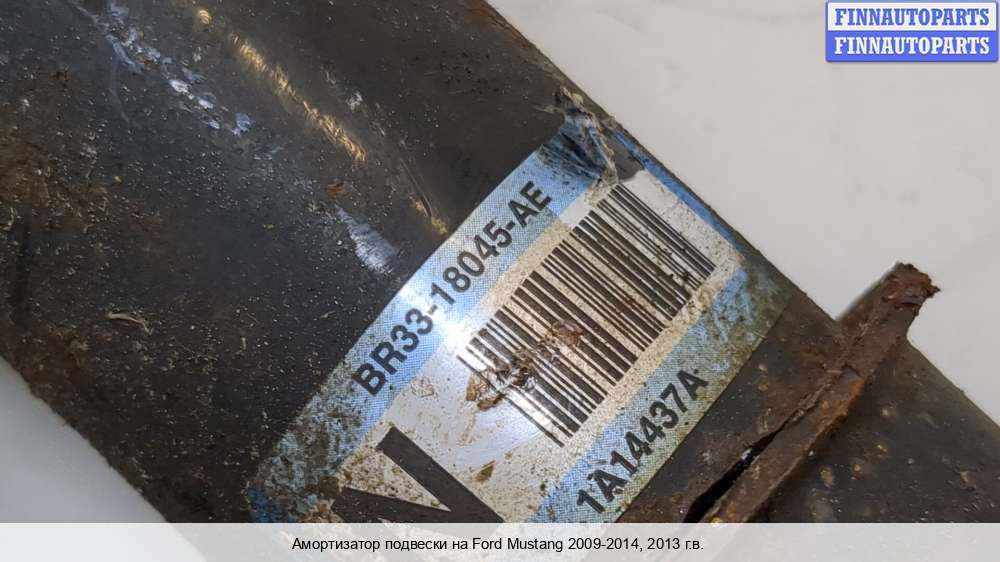 FINNAUTOPARTS
FINNAUTOPARTS
BR33-18045-AE
1A14437A
Амортизатор подвески на Ford Mustang 2009-2014, 2013 г.в.